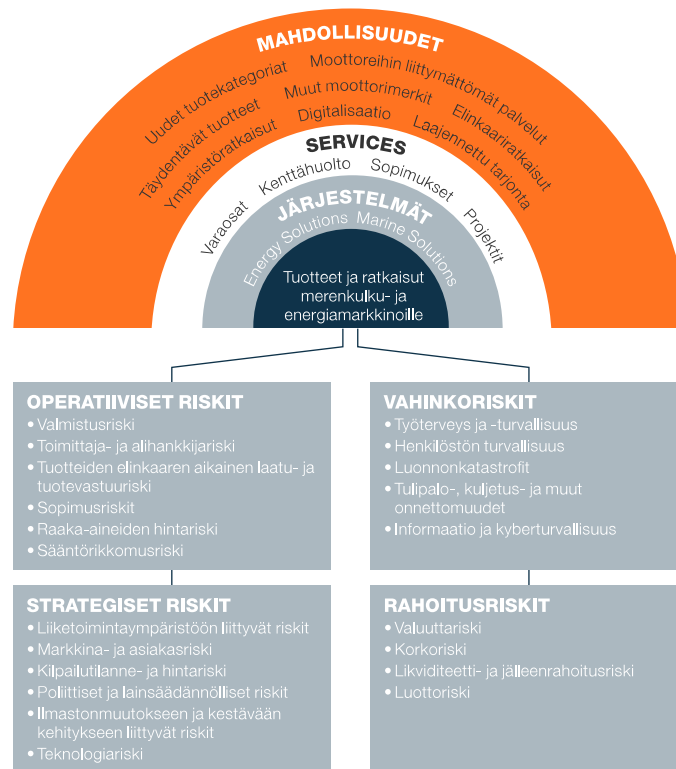 MAHDOLLISUUDET
Uudet tuotekategoriat
Moottoreihin liittymättömät palvelut
Täydentävät tuotteet
Muut moottorimerkit
Elinkaariratkaisut
Ympäristöratkaisut
Digitalisaatio
Laajennettu tarjonta
SERVICES
Varaosat
Kenttähuolto
Sopimukset
Projektit
JÄRJESTELMÄT
Energy Solutions
Marine Solutions
Tuotteet ja ratkaisut
merenkulku- ja
energiamarkkinoille
OPERATIIVISET RISKIT
• Valmistusriski
• Toimittaja- ja alihankkijariski
• Tuotteiden elinkaaren aikainen laatu- ja
tuotevastuuriski
• Sopimusriskit
• Raaka-aineiden hintariski
• Sääntörikkomusriski
VAHINKORISKIT
• Työterveys ja -turvallisuus
• Henkilöstön turvallisuus
• Luonnonkatastrofit
• Tulipalo-, kuljetus- ja muut
onnettomuudet
• Informaatio ja kyberturvallisuus
STRATEGISET RISKIT
• Liiketoimintaympäristöön liittyvät riskit
• Markkina- ja asiakasriski
• Kilpailutilanne- ja hintariski
• Poliittiset ja lainsäädännölliset riskit
• Ilmastonmuutokseen ja kestävään
kehitykseen liittyvät riskit
• Teknologiariski
RAHOITUSRISKIT
• Valuuttariski
• Korkoriski
• Likviditeetti- ja jälleenrahoitusriski
• Luottoriski